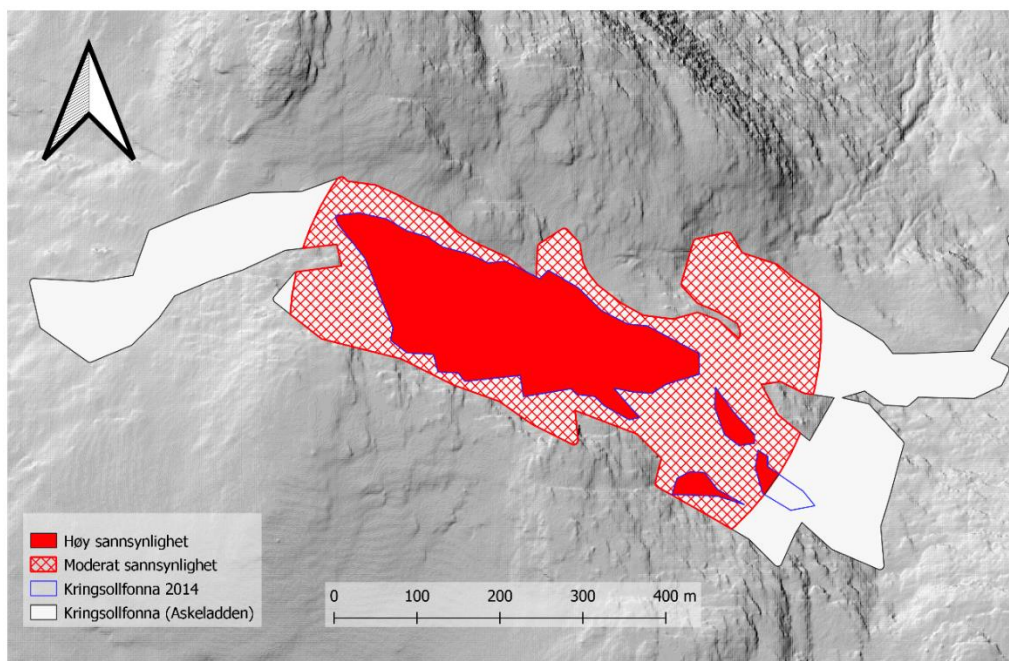 Høy sannsynlighet
Moderat sannsynlighet
Kringsollfonna 2014
Kringsollfonna (Askeladden)
0 100 200 300 400 m